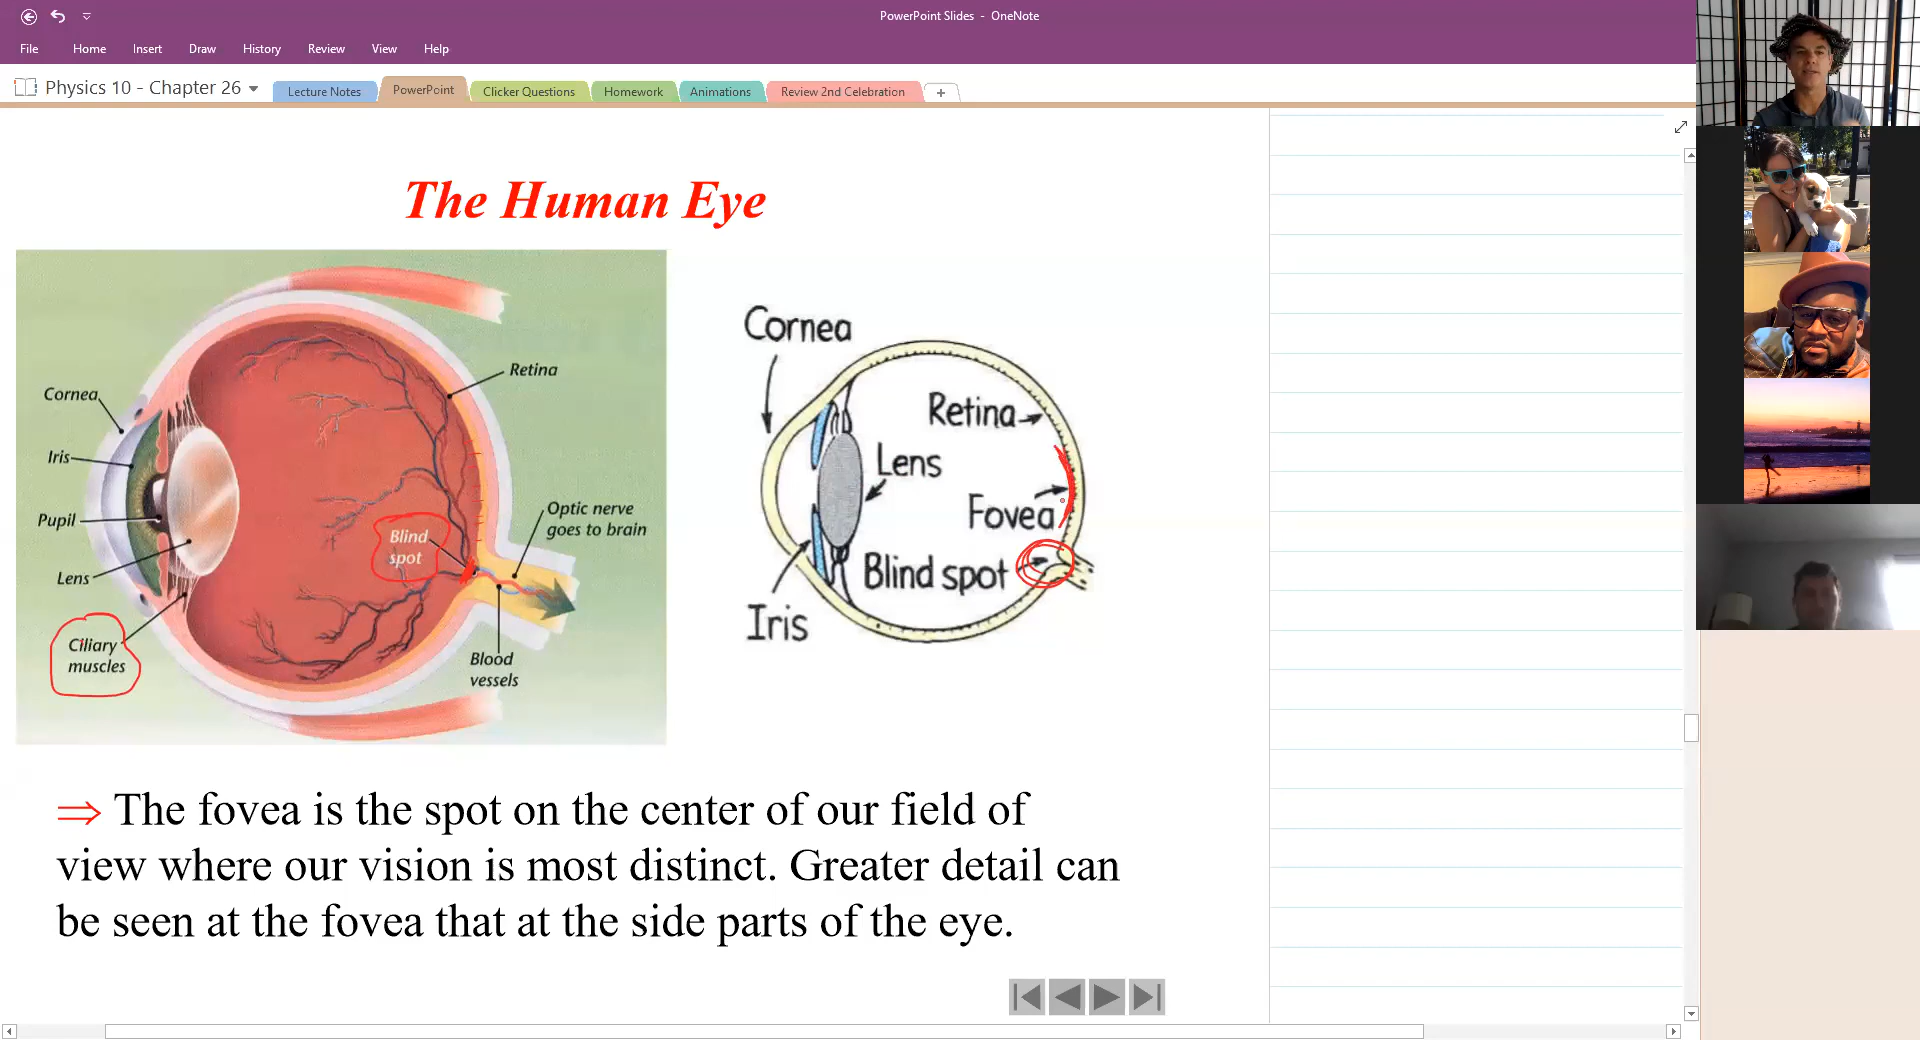 PowerPoint Slides - OneNote
File Home Insert Draw History Review View Help
Physics 10 - Chapter 26
Lecture Notes PowerPoint Clicker Questions Homework Animations Review 2nd Celebration +
The Human Eye
Cornea
Iris
Pupil
Lens
Ciliary
muscles
Retina
Blind
spot
Optic nerve
goes to brain
Blood
vessels
Cornea
Retina
Lens
Fovea
Blind spot
Iris
⇒ The fovea is the spot on the center of our field of
view where our vision is most distinct. Greater detail can
be seen at the fovea that at the side parts of the eye.